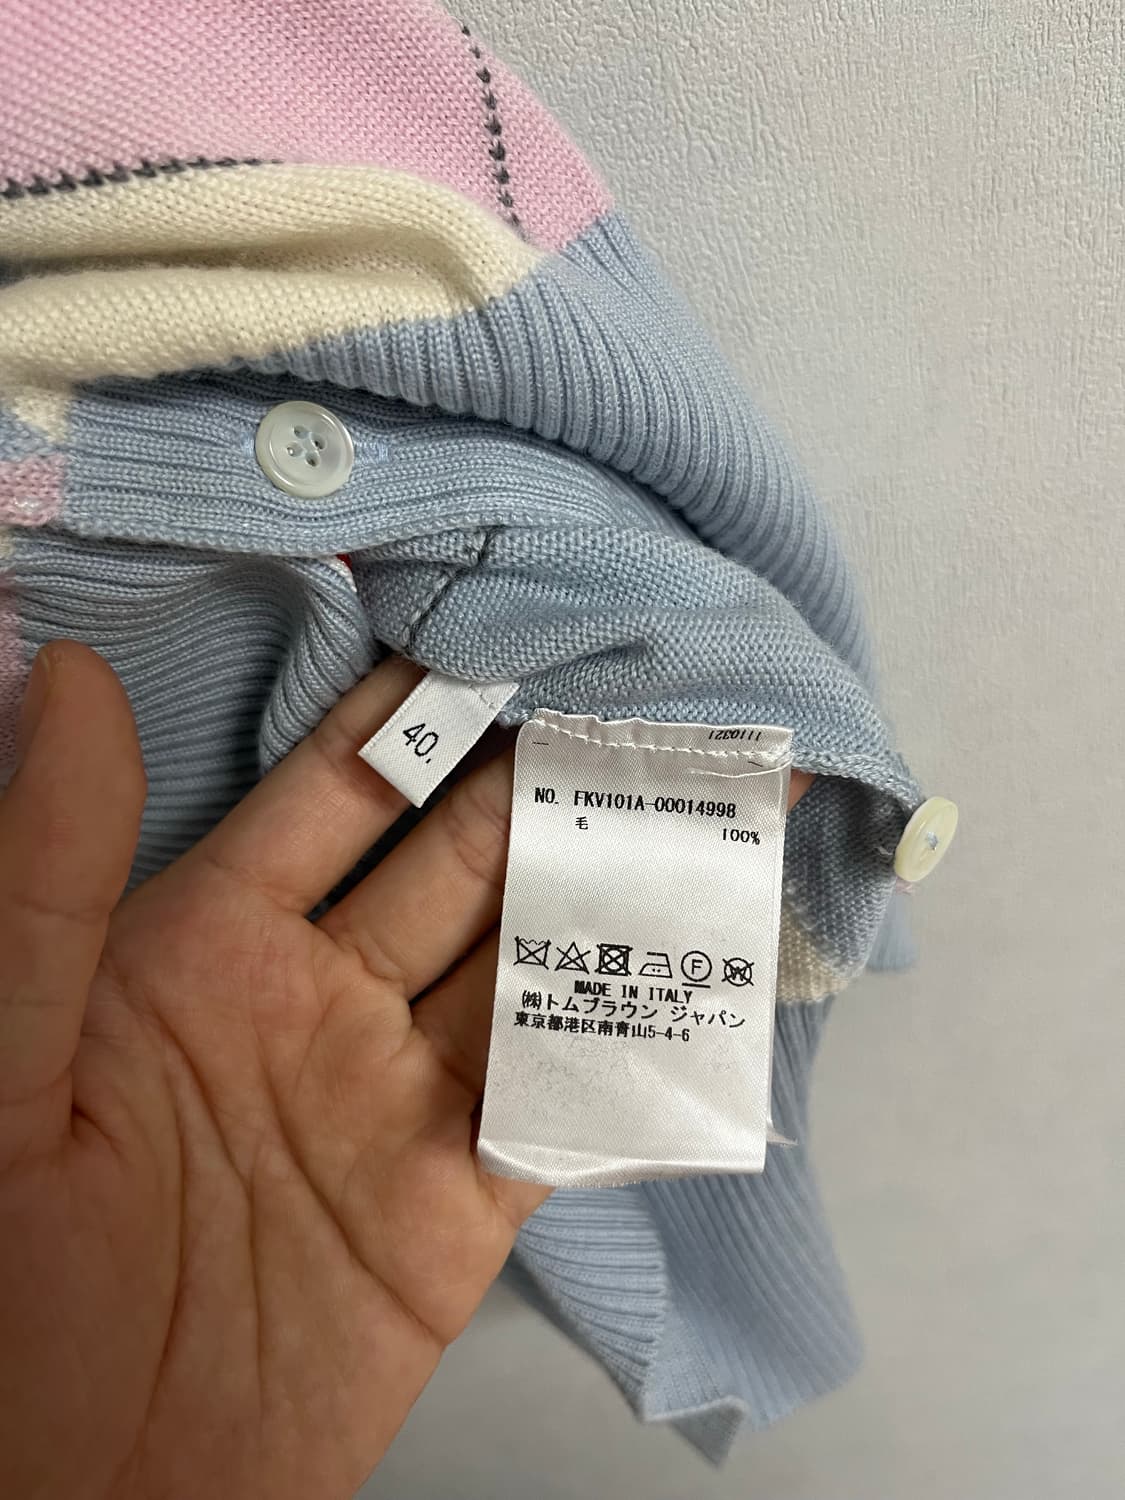 40.
1110321
NO. FKV101A-00014998
毛 100%
F
W
MADE IN ITALY
㈱トムブラウン ジャパン
東京都港区南青山5-4-6